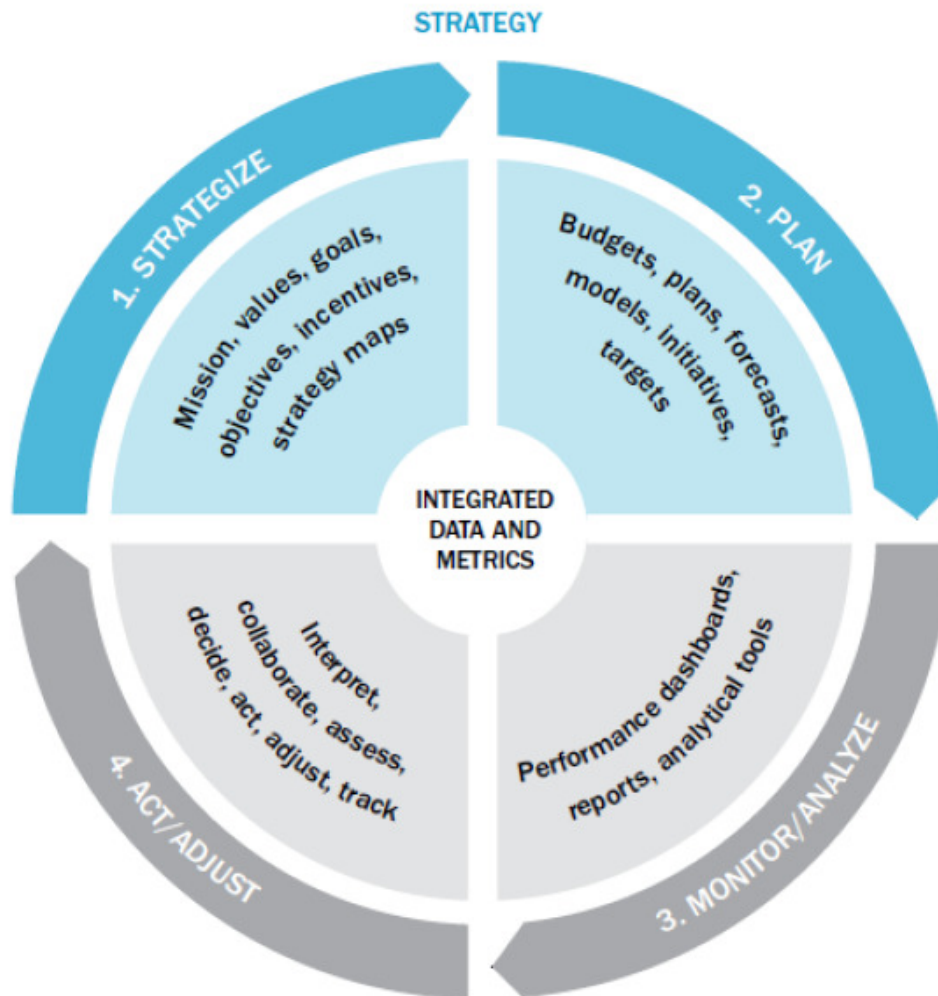 STRATEGY
1. STRATEGIZE
Mission, values, goals,
objectives, incentives,
strategy maps
2. PLAN
Budgets, plans, forecasts,
models, initiatives,
targets
INTEGRATED
DATA AND
METRICS
3. MONITOR/ANALYZE
Performance dashboards,
reports, analytical tools
4. ACT/ADJUST
Interpret,
collaborate, assess,
decide, act, adjust, track